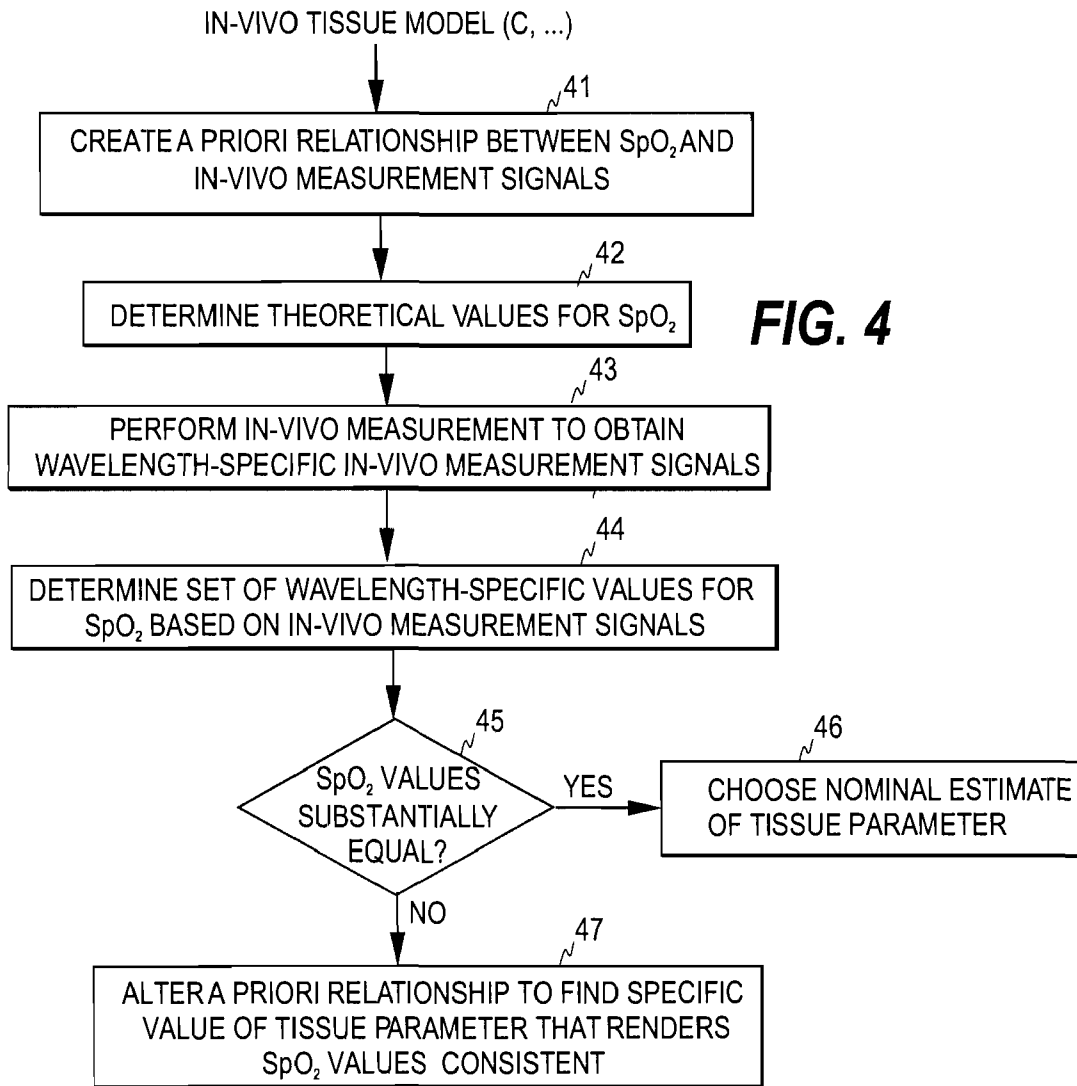 IN-VIVO TISSUE MODEL (C, ...)
41
CREATE A PRIORI RELATIONSHIP BETWEEN SpO₂ AND
IN-VIVO MEASUREMENT SIGNALS
42
DETERMINE THEORETICAL VALUES FOR SpO₂
FIG. 4
43
PERFORM IN-VIVO MEASUREMENT TO OBTAIN
WAVELENGTH-SPECIFIC IN-VIVO MEASUREMENT SIGNALS
44
DETERMINE SET OF WAVELENGTH-SPECIFIC VALUES FOR
SpO₂ BASED ON IN-VIVO MEASUREMENT SIGNALS
45
SpO₂ VALUES
SUBSTANTIALLY
EQUAL?
YES
46
CHOOSE NOMINAL ESTIMATE
OF TISSUE PARAMETER
NO
47
ALTER A PRIORI RELATIONSHIP TO FIND SPECIFIC
VALUE OF TISSUE PARAMETER THAT RENDERS
SpO₂ VALUES CONSISTENT